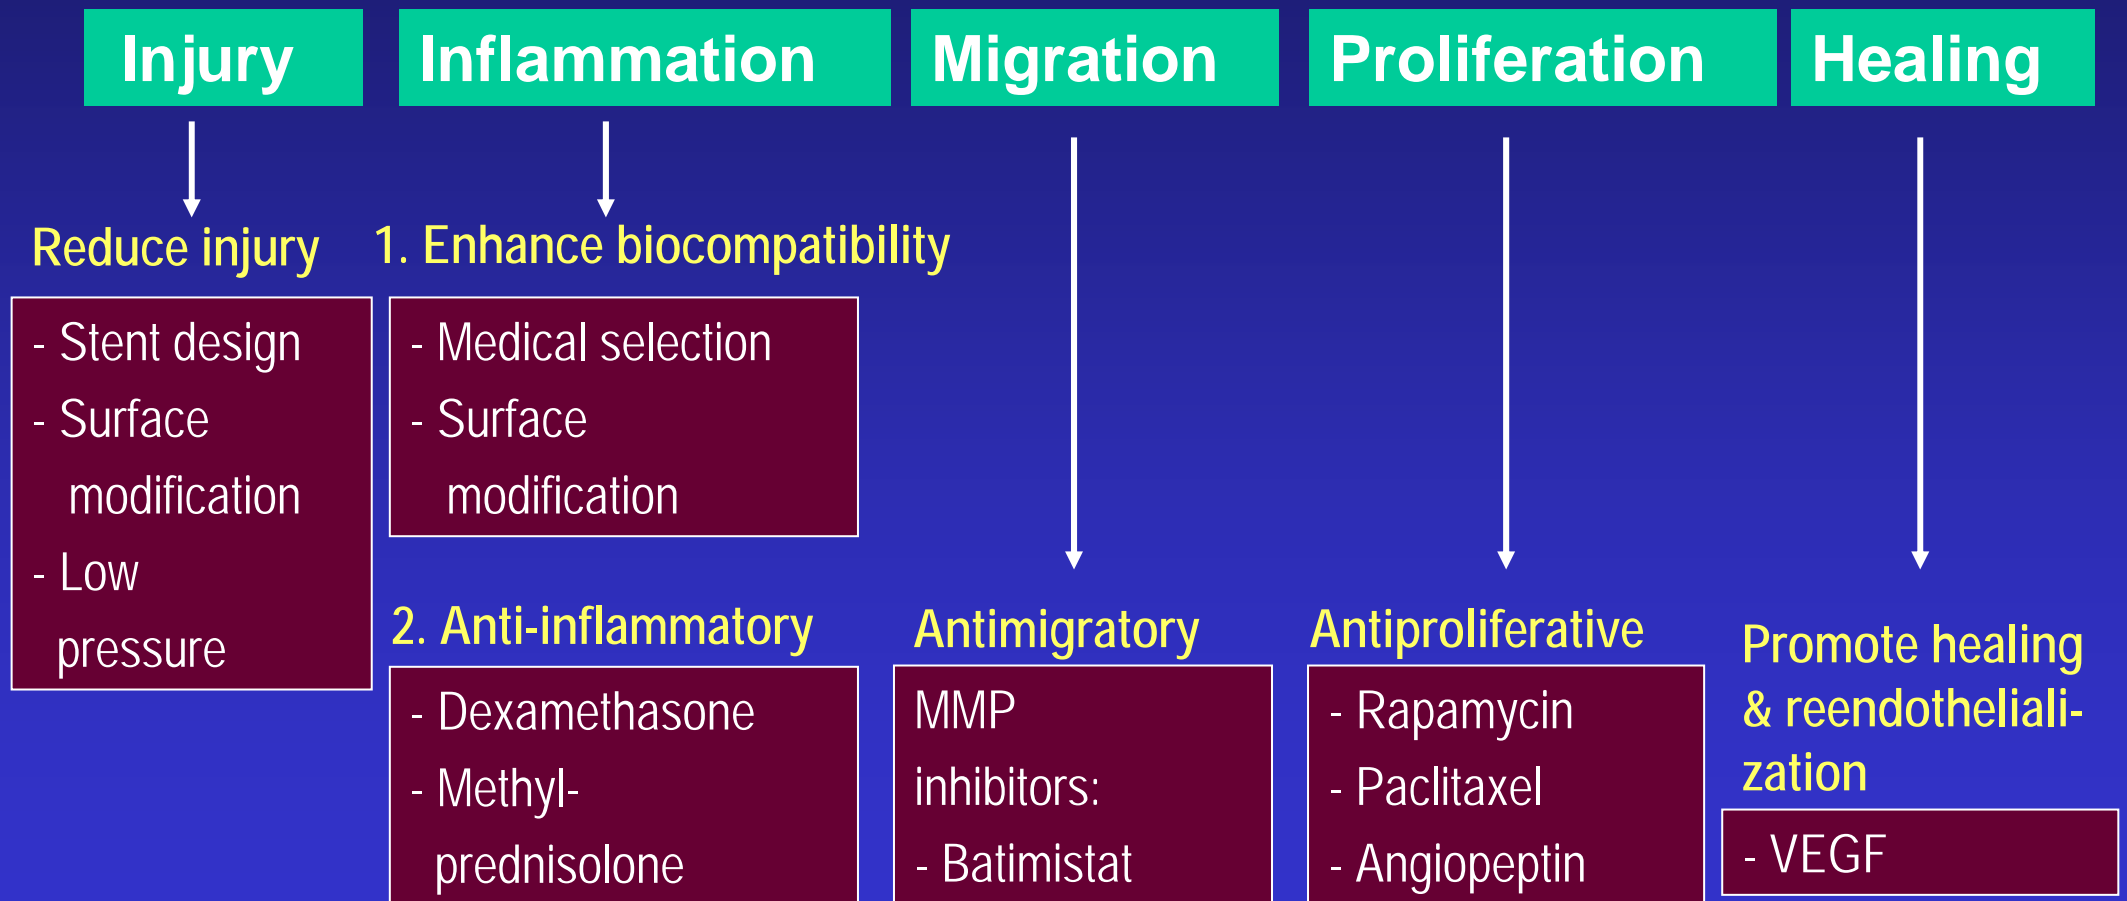 Injury
Inflammation
Migration
Proliferation
Healing
Reduce injury
- Stent design
- Surface
modification
- Low
pressure
1. Enhance biocompatibility
- Medical selection
- Surface
modification
2. Anti-inflammatory
- Dexamethasone
- Methyl-
prednisolone
Antimigratory
MMP
inhibitors:
- Batimistat
Antiproliferative
- Rapamycin
- Paclitaxel
- Angiopeptin
Promote healing
& reendotheliali-
zation
- VEGF